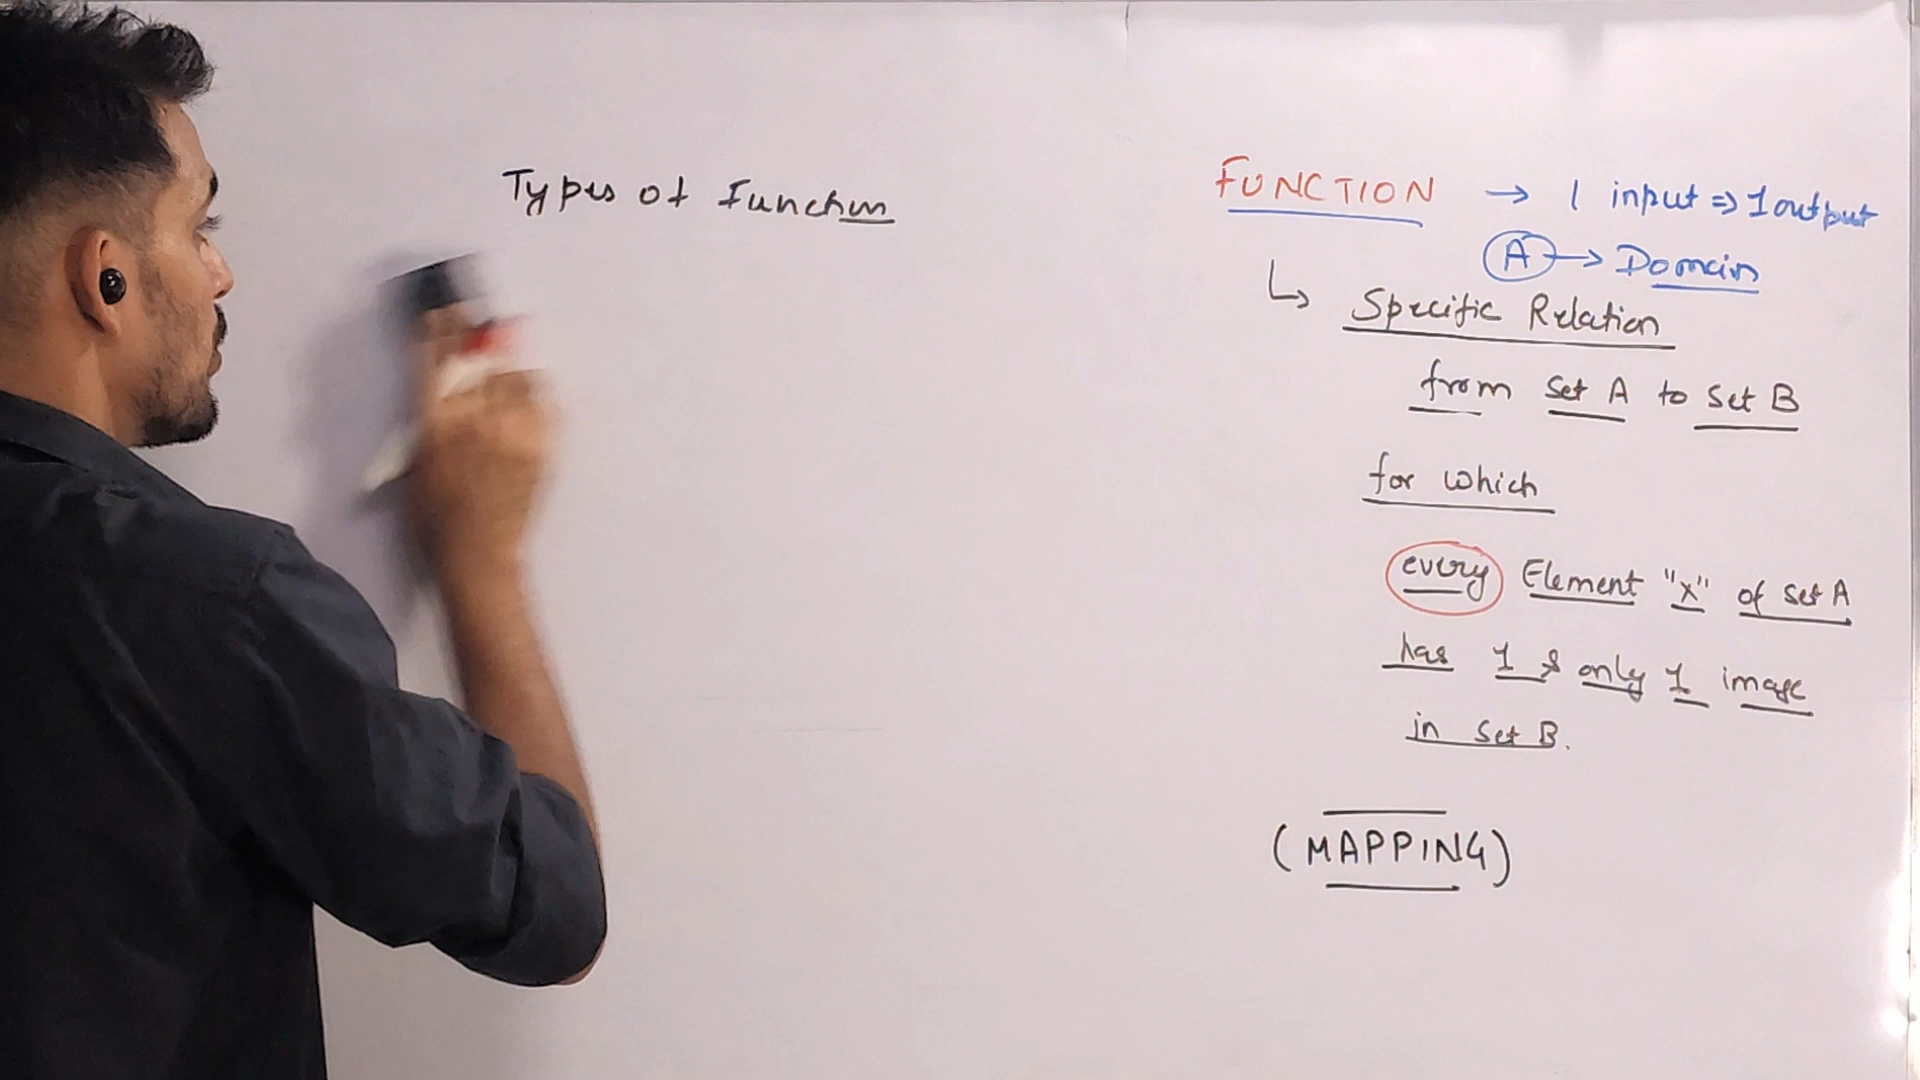 Types of Function
FUNCTION → 1 input ⇒ 1 output
A → Domain
↳ Specific Relation
from Set A to Set B
for which
every Element "x" of Set A
has 1 & only 1 image
in Set B.
(MAPPING)